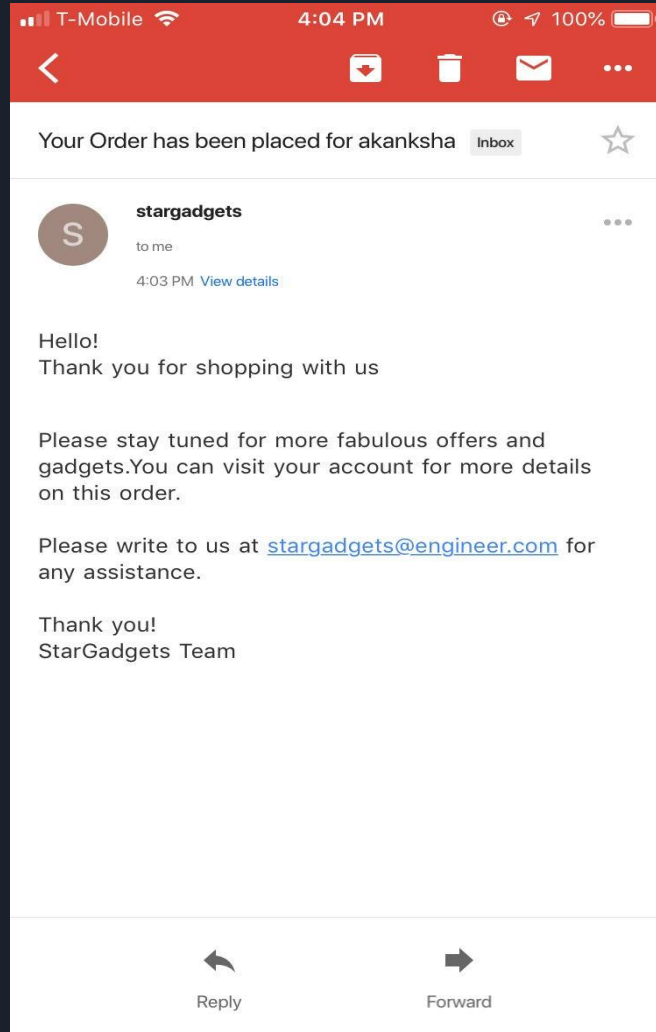 T-Mobile 4:04 PM 100%
Your Order has been placed for akanksha Inbox
S
stargadgets
to me
4:03 PM View details
Hello!
Thank you for shopping with us
Please stay tuned for more fabulous offers and
gadgets.You can visit your account for more details
on this order.
Please write to us at stargadgets@engineer.com for
any assistance.
Thank you!
StarGadgets Team
Reply Forward